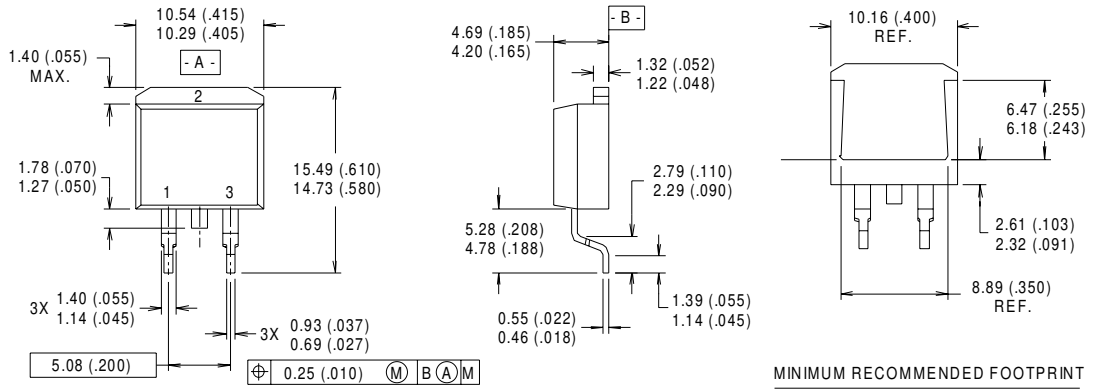 10.54 (.415)
10.29 (.405)
- A -
1.40 (.055)
MAX.
2
1.78 (.070)
1.27 (.050)
1
3
15.49 (.610)
14.73 (.580)
3X
1.40 (.055)
1.14 (.045)
3X
0.93 (.037)
0.69 (.027)
5.08 (.200)
0.25 (.010)
M
B
A
M
- B -
4.69 (.185)
4.20 (.165)
1.32 (.052)
1.22 (.048)
2.79 (.110)
2.29 (.090)
5.28 (.208)
4.78 (.188)
0.55 (.022)
0.46 (.018)
1.39 (.055)
1.14 (.045)
10.16 (.400)
REF.
6.47 (.255)
6.18 (.243)
2.61 (.103)
2.32 (.091)
8.89 (.350)
REF.
MINIMUM RECOMMENDED FOOTPRINT